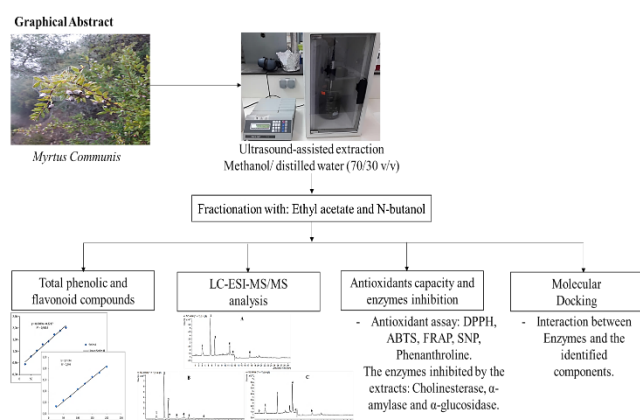 Graphical Abstract
Myrtus Communis
Ultrasound-assisted extraction
Methanol/ distilled water (70/30 v/v)
Fractionation with: Ethyl acetate and N-butanol
Total phenolic and
flavonoid compounds
LC-ESI-MS/MS
analysis
A
B
C
Antioxidants capacity and
enzymes inhibition
- Antioxidant assay: DPPH,
ABTS, FRAP, SNP,
Phenanthroline.
The enzymes inhibited by the
extracts: Cholinesterase, α-
amylase and α-glucosidase.
Molecular
Docking
- Interaction between
Enzymes and the
identified
components.